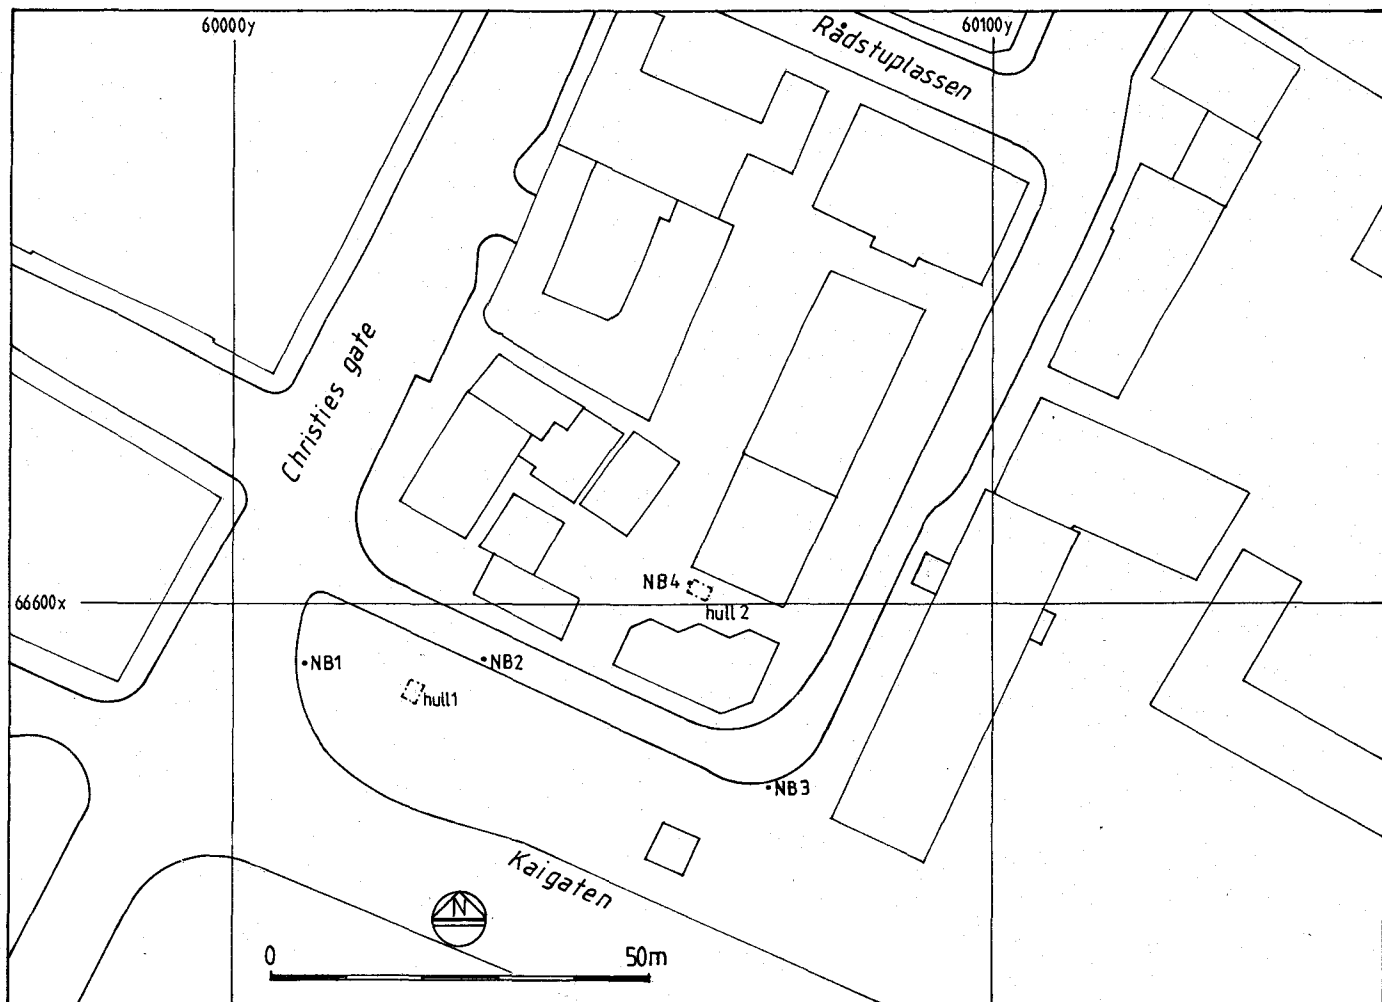 60000y
60100y
Rådstuplassen
Christies gate
66600x
NB4
hull 2
NB1
NB2
hull1
NB3
Kaigaten
N
0 50m